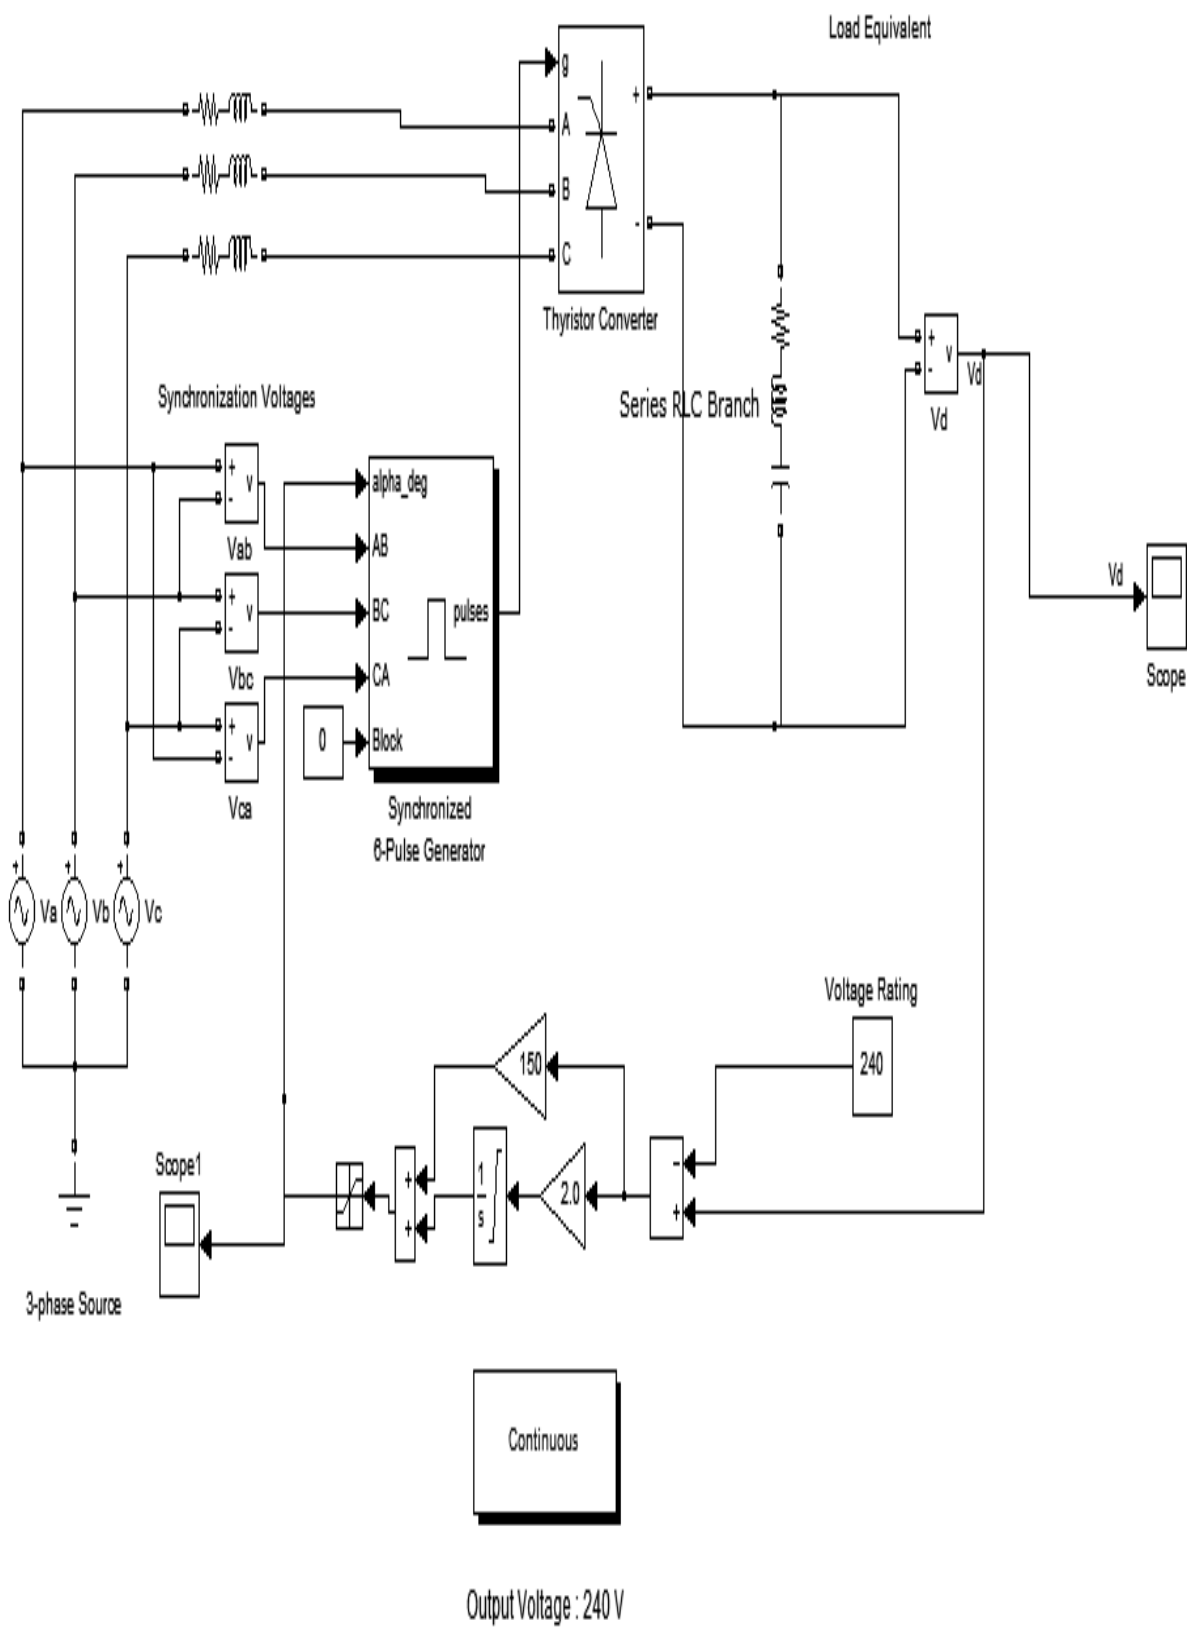 Load Equivalent
g
A
B
C
+
-
Thyristor Converter
Series RLC Branch
+
-
v
Vd
Vd
Synchronization Voltages
+
-
v
Vab
+
-
v
Vbc
+
-
v
Vca
alpha_deg
AB
BC
CA
Block
pulses
0
Synchronized
6-Pulse Generator
Vd
Scope
+
Va
+
Vb
+
Vc
Voltage Rating
240
150
2.0
1
s
+
+
-
+
Scope1
3-phase Source
Continuous
Output Voltage : 240 V